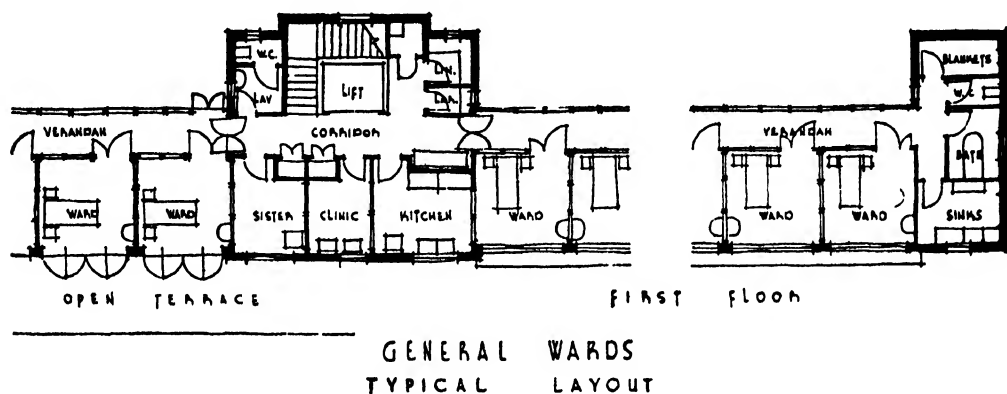 BLANKETS
W.C.
W.C.
LIN.
LAV
LIFT
VERANDAH
CORRIDOR
VERANDAH
BATH
WARD
WARD
SISTER
CLINIC
KITCHEN
WARD
WARD
WARD
SINKS
OPEN TERRACE
FIRST FLOOR
GENERAL WARDS
TYPICAL LAYOUT